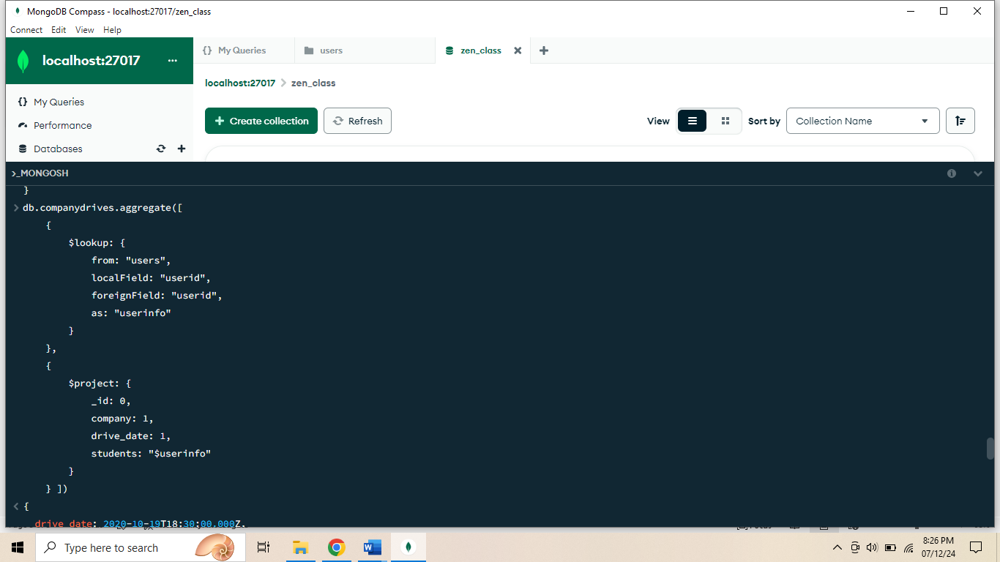 MongoDB Compass - localhost:27017/zen_class
Connect Edit View Help
localhost:27017 ...
{} My Queries
users
zen_class
localhost:27017 > zen_class
My Queries
Performance
Databases
Create collection
Refresh
View
Sort by
Collection Name
>_MONGOSH
}
> db.companydrives.aggregate([
{
$lookup: {
from: "users",
localField: "userid",
foreignField: "userid",
as: "userinfo"
}
},
{
$project: {
_id: 0,
company: 1,
drive_date: 1,
students: "$userinfo"
}
} ])
< {
drive_date: 2020-10-19T18:30:00.000Z,
Type here to search
8:26 PM
07/12/24